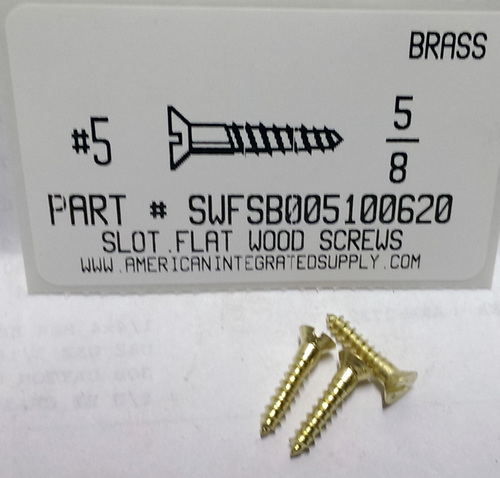 BRASS
#5 5/8
PART # SWFSB005100620
SLOT FLAT WOOD SCREWS
WWW.AMERICANINTEGRATEDSUPPLY.COM